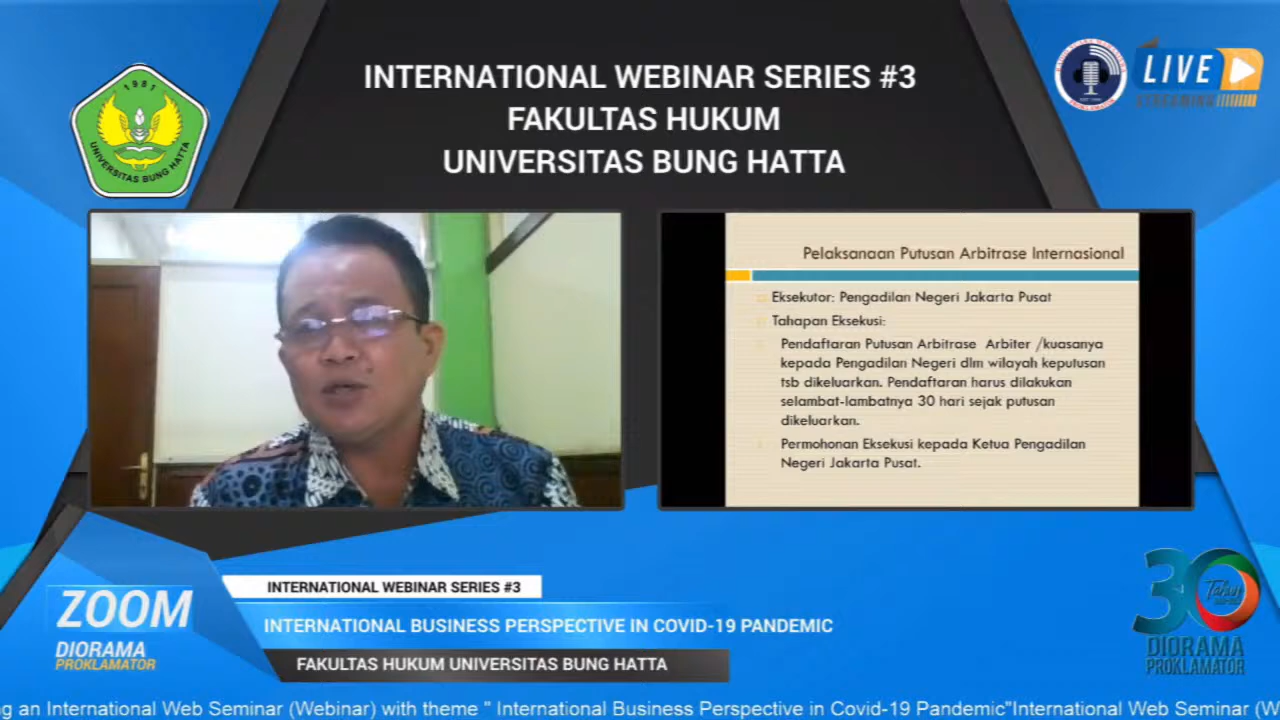 INTERNATIONAL WEBINAR SERIES #3
FAKULTAS HUKUM
UNIVERSITAS BUNG HATTA
1981
UNIVERSITAS BUNG HATTA
LIVE
STREAMING
PROKLAMATOR
Pelaksanaan Putusan Arbitrase Internasional
Eksekutor: Pengadilan Negeri Jakarta Pusat
Tahapan Eksekusi:
Pendaftaran Putusan Arbitrase Arbiter /kuasanya
kepada Pengadilan Negeri dlm wilayah keputusan
tsb dikeluarkan. Pendaftaran harus dilakukan
selambat-lambatnya 30 hari sejak putusan
dikeluarkan.
Permohonan Eksekusi kepada Ketua Pengadilan
Negeri Jakarta Pusat.
ZOOM
DIORAMA
PROKLAMATOR
INTERNATIONAL WEBINAR SERIES #3
INTERNATIONAL BUSINESS PERSPECTIVE IN COVID-19 PANDEMIC
FAKULTAS HUKUM UNIVERSITAS BUNG HATTA
30
Tahun
DIORAMA
PROKLAMATOR
ng an International Web Seminar (Webinar) with theme " International Business Perspective in Covid-19 Pandemic"International Web Seminar (W